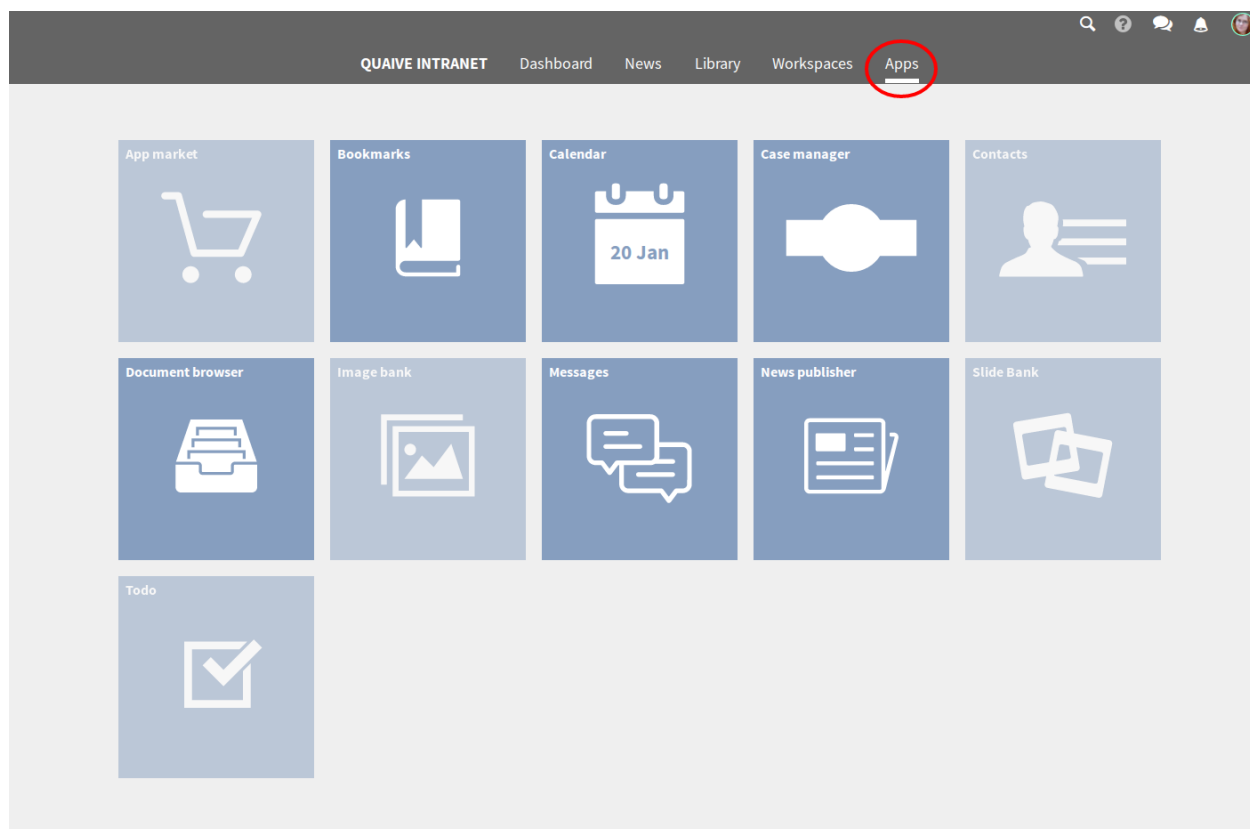 QUAIVE INTRANET Dashboard News Library Workspaces Apps
App market Bookmarks Calendar Case manager Contacts
20 Jan
Document browser Image bank Messages News publisher Slide Bank
Todo